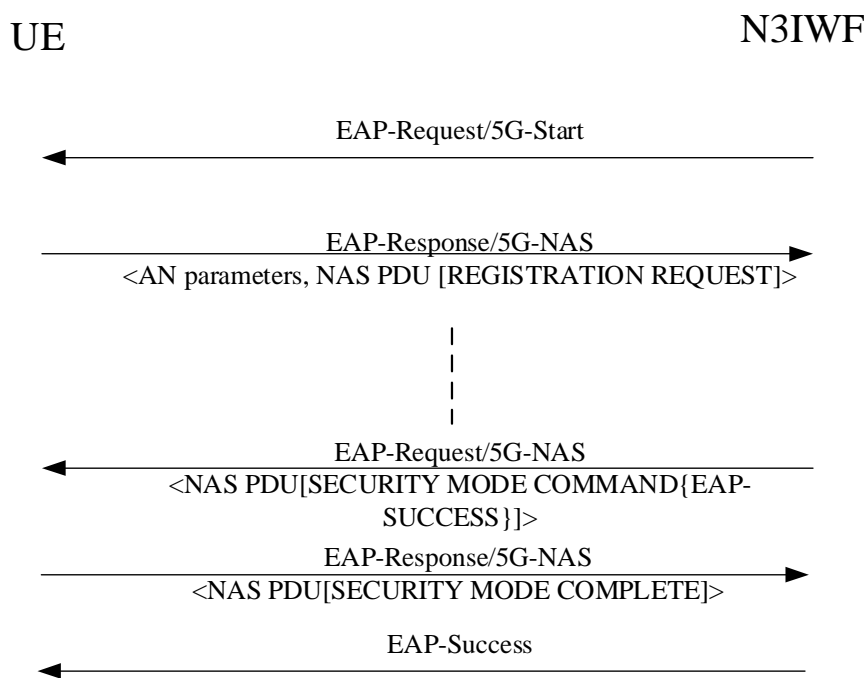 UE
N3IWF
EAP-Request/5G-Start
EAP-Response/5G-NAS
<AN parameters, NAS PDU [REGISTRATION REQUEST]>
EAP-Request/5G-NAS
<NAS PDU[SECURITY MODE COMMAND{EAP-
SUCCESS}]>
EAP-Response/5G-NAS
<NAS PDU[SECURITY MODE COMPLETE]>
EAP-Success